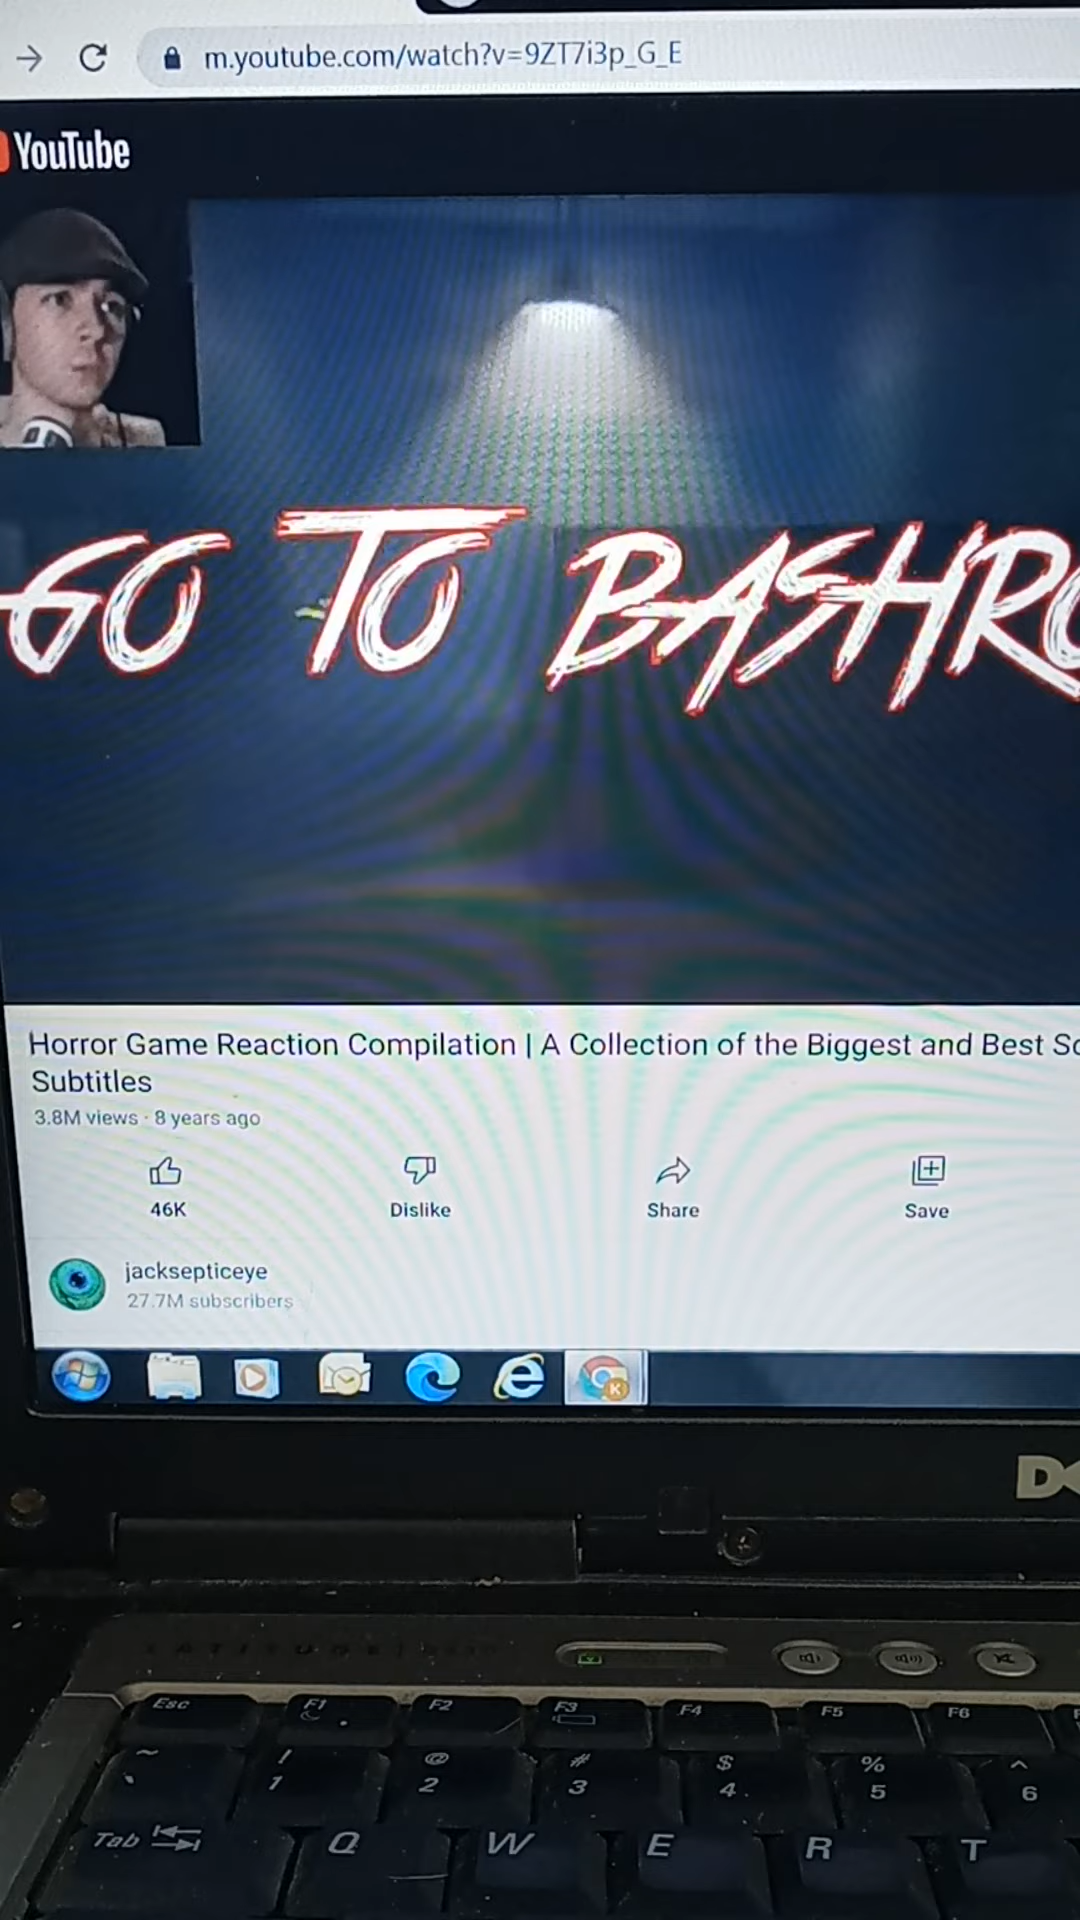 m.youtube.com/watch?v=9ZT7i3p_G_E
YouTube
GO TO BASHRO
Horror Game Reaction Compilation | A Collection of the Biggest and Best Sc
Subtitles
3.8M views · 8 years ago
46K Dislike Share Save
jacksepticeye
27.7M subscribers
K
DE
Esc F1 F2 F3 F4 F5 F6
~ ! @ # $ % ^
` 1 2 3 4 5 6
Tab Q W E R T